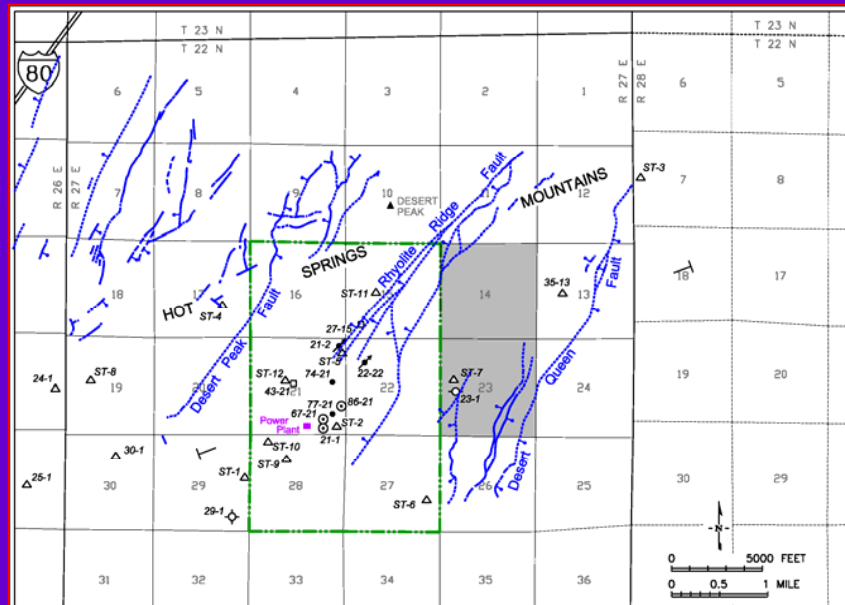 T 23 N
T 22 N
T 23 N
T 22 N
80
R 27 E
R 28 E
6
5
4
3
2
1
6
5
R 26 E
R 27 E
7
8
9
10
DESERT
PEAK
11
12
ST-3
7
8
MOUNTAINS
Rhyolite Ridge Fault
HOT SPRINGS
18
17
ST-4
16
ST-11
15
14
35-13
13
18
17
Desert Peak Fault
27-15
21-2
ST-5
22-22
24-1
ST-8
19
20
ST-12
43-21
21
74-21
22
ST-7
23
23-1
24
19
20
77-21
86-21
67-21
Power
Plant
21-1
ST-2
Desert Queen Fault
30-1
ST-10
ST-9
25-1
30
29
ST-1
28
27
ST-6
26
25
30
29
29-1
N
31
32
33
34
35
36
0 5000 FEET
0 0.5 1 MILE